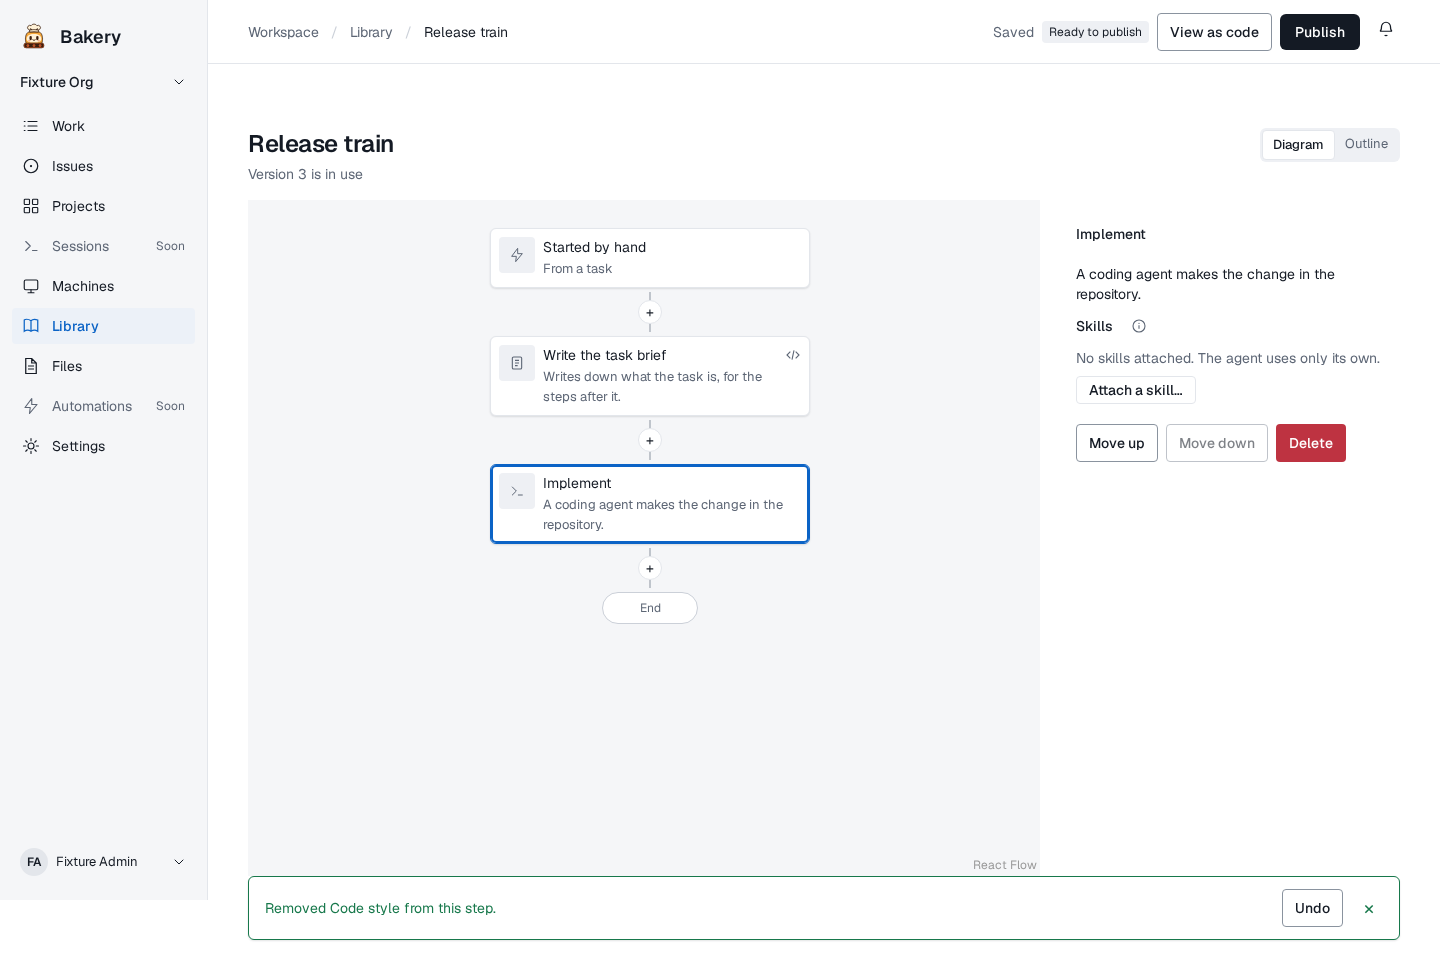 Bakery
Fixture Org
Work
Issues
Projects
Sessions Soon
Machines
Library
Files
Automations Soon
Settings
FA Fixture Admin
Workspace / Library / Release train
Saved Ready to publish View as code Publish
Release train
Version 3 is in use
Diagram Outline
Started by hand
From a task
+
Write the task brief
Writes down what the task is, for the
steps after it.
+
Implement
A coding agent makes the change in the
repository.
+
End
React Flow
Implement
A coding agent makes the change in the
repository.
Skills
No skills attached. The agent uses only its own.
Attach a skill...
Move up Move down Delete
Removed Code style from this step.
Undo ×